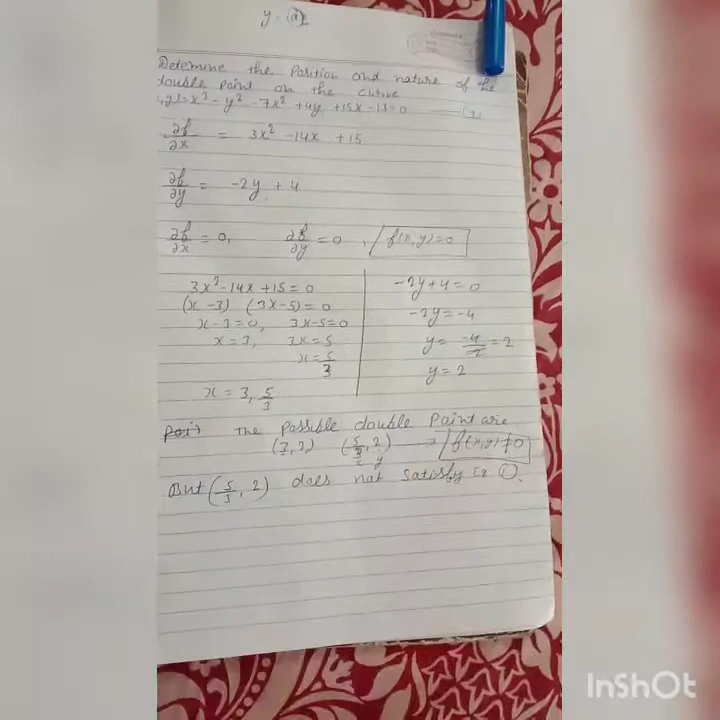 y = a
Determine the Position and nature of the
double Point on the curve
,y)=x³ - y² - 7x² + 4y + 15x - 13 = 0
∂f/∂x = 3x² - 14x + 15
∂f/∂y = -2y + 4
∂f/∂x = 0, ∂f/∂y = 0, f(x,y)=0
3x² - 14x + 15 = 0
(x - 3) (3x - 5) = 0
x - 3 = 0, 3x - 5 = 0
x = 3, 3x = 5
x = 5/3
x = 3, 5/3
-2y + 4 = 0
-2y = -4
y = -4/-2 = 2
y = 2
The possible double Point are
(3,2) (5/3, 2) → f(x,y) ≠ 0
x y
But (5/3, 2) does not satisfy Eq ①.
InShOt